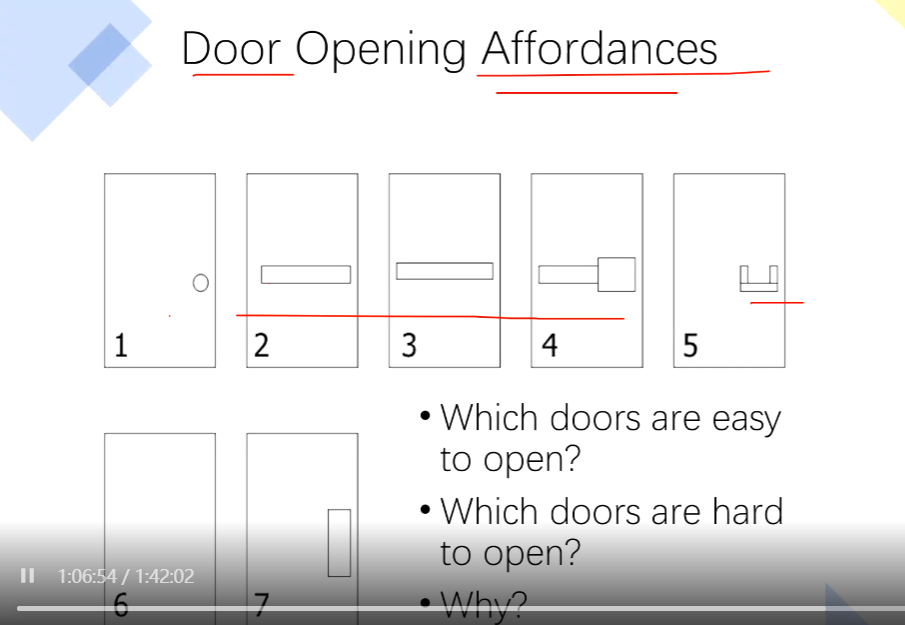 Door Opening Affordances
1 2 3 4 5
• Which doors are easy
to open?
• Which doors are hard
to open?
1:06:54 / 1:42:02
6 7
• Why?